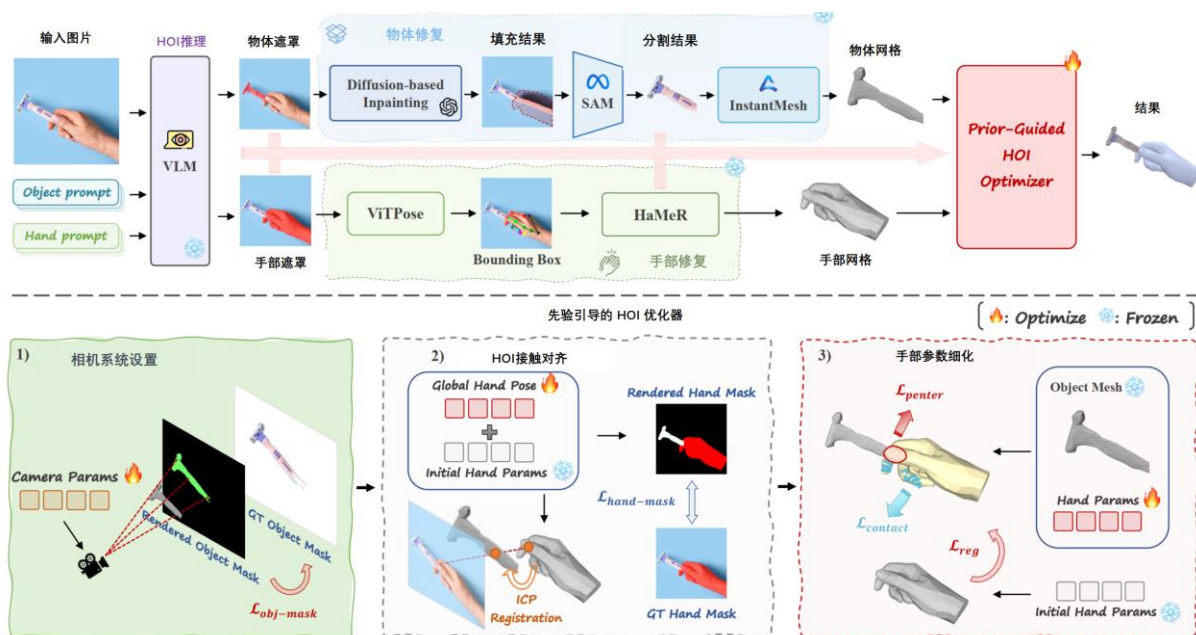 输入图片
HOI推理
物体遮罩
物体修复
填充结果
分割结果
物体网格
Diffusion-based
Inpainting
SAM
InstantMesh
VLM
Prior-Guided
HOI
Optimizer
结果
Object prompt
Hand prompt
ViTPose
HaMeR
手部遮罩
Bounding Box
手部修复
手部网格
先验引导的 HOI 优化器
: Optimize : Frozen
1)
相机系统设置
Camera Params
Rendered Object Mask
GT Object Mask
L_obj-mask
2)
HOI接触对齐
Global Hand Pose
Initial Hand Params
Rendered Hand Mask
L_hand-mask
ICP
Registration
GT Hand Mask
3)
手部参数细化
L_penter
Object Mesh
L_contact
Hand Params
L_reg
Initial Hand Params